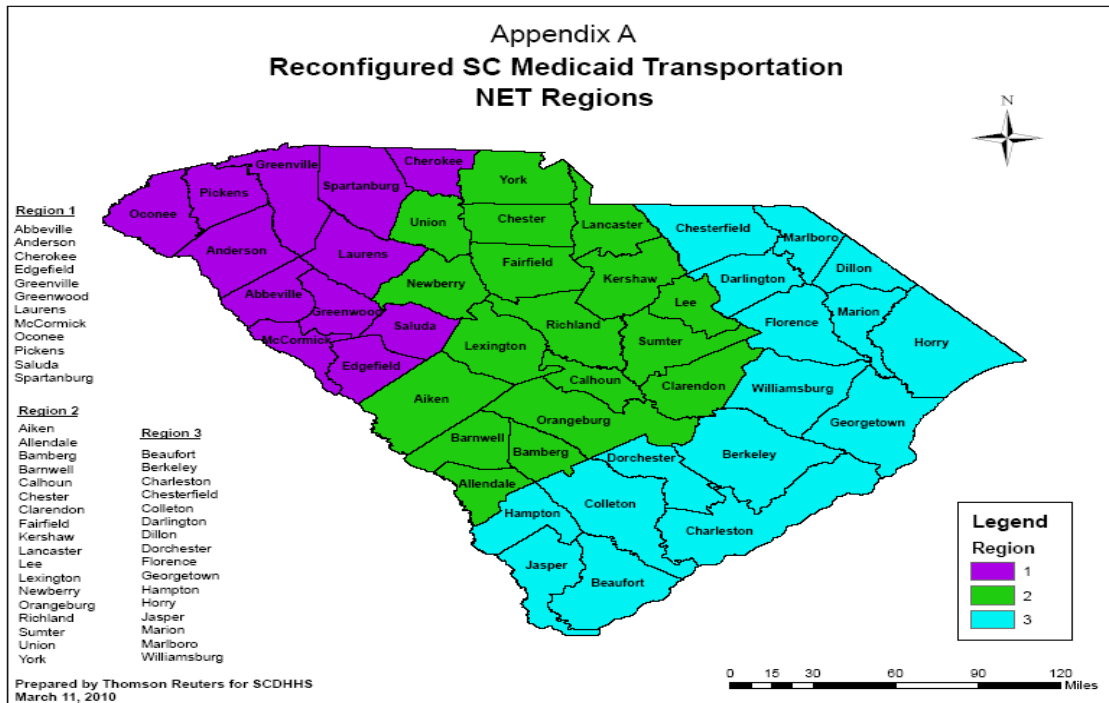 Appendix A
Reconfigured SC Medicaid Transportation
NET Regions
N
Region 1
Abbeville
Anderson
Cherokee
Edgefield
Greenville
Greenwood
Laurens
McCormick
Oconee
Pickens
Saluda
Spartanburg
Region 2
Aiken
Allendale
Bamberg
Barnwell
Calhoun
Chester
Clarendon
Fairfield
Kershaw
Lancaster
Lee
Lexington
Newberry
Orangeburg
Richland
Sumter
Union
York
Region 3
Beaufort
Berkeley
Charleston
Chesterfield
Colleton
Darlington
Dillon
Dorchester
Florence
Georgetown
Hampton
Horry
Jasper
Marion
Marlboro
Williamsburg
Greenville
Cherokee
Spartanburg
Pickens
York
Oconee
Union
Chester
Lancaster
Chesterfield
Marlboro
Anderson
Laurens
Fairfield
Dillon
Darlington
Kershaw
Newberry
Abbeville
Greenwood
Lee
Marion
Saluda
Richland
Florence
McCormick
Lexington
Sumter
Horry
Edgefield
Calhoun
Clarendon
Williamsburg
Aiken
Orangeburg
Georgetown
Barnwell
Bamberg
Dorchester
Berkeley
Allendale
Hampton
Colleton
Charleston
Jasper
Beaufort
Legend
Region
1
2
3
0 15 30 60 90 120
Miles
Prepared by Thomson Reuters for SCDHHS
March 11, 2010